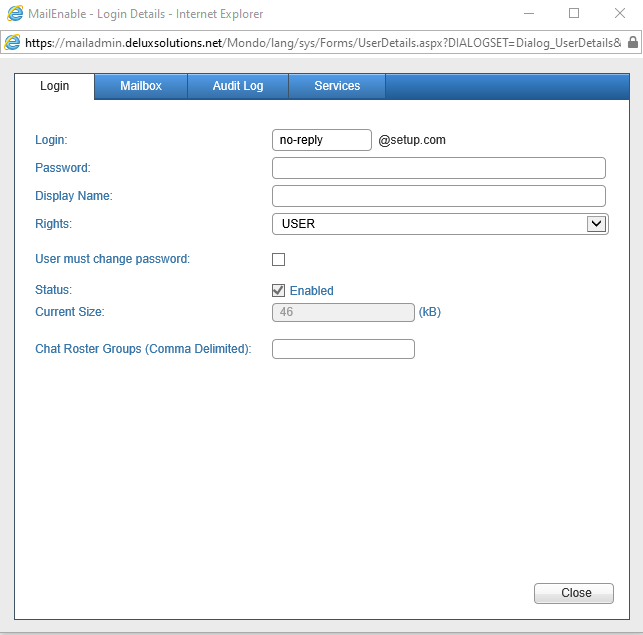 MailEnable - Login Details - Internet Explorer
https://mailadmin.deluxsolutions.net/Mondo/lang/sys/Forms/UserDetails.aspx?DIALOGSET=Dialog_UserDetails&
Login Mailbox Audit Log Services
Login: no-reply @setup.com
Password:
Display Name:
Rights: USER
User must change password:
Status: Enabled
Current Size: 46 (kB)
Chat Roster Groups (Comma Delimited):
Close